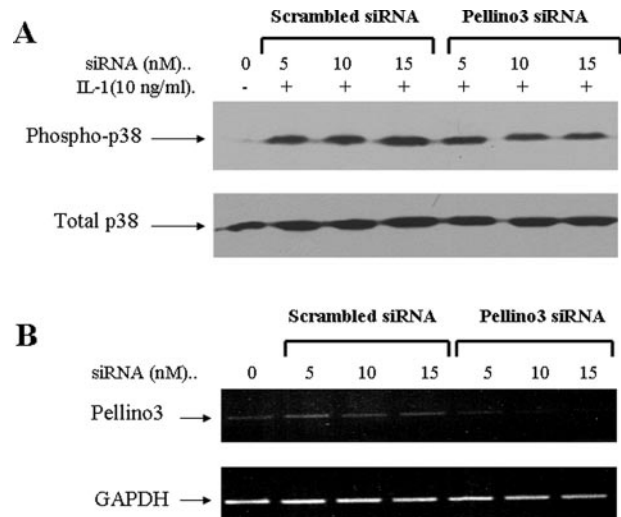 A
Scrambled siRNA Pellino3 siRNA
siRNA (nM).. 0 5 10 15 5 10 15
IL-1(10 ng/ml). - + + + + + +
Phospho-p38
Total p38
B
Scrambled siRNA Pellino3 siRNA
siRNA (nM).. 0 5 10 15 5 10 15
Pellino3
GAPDH